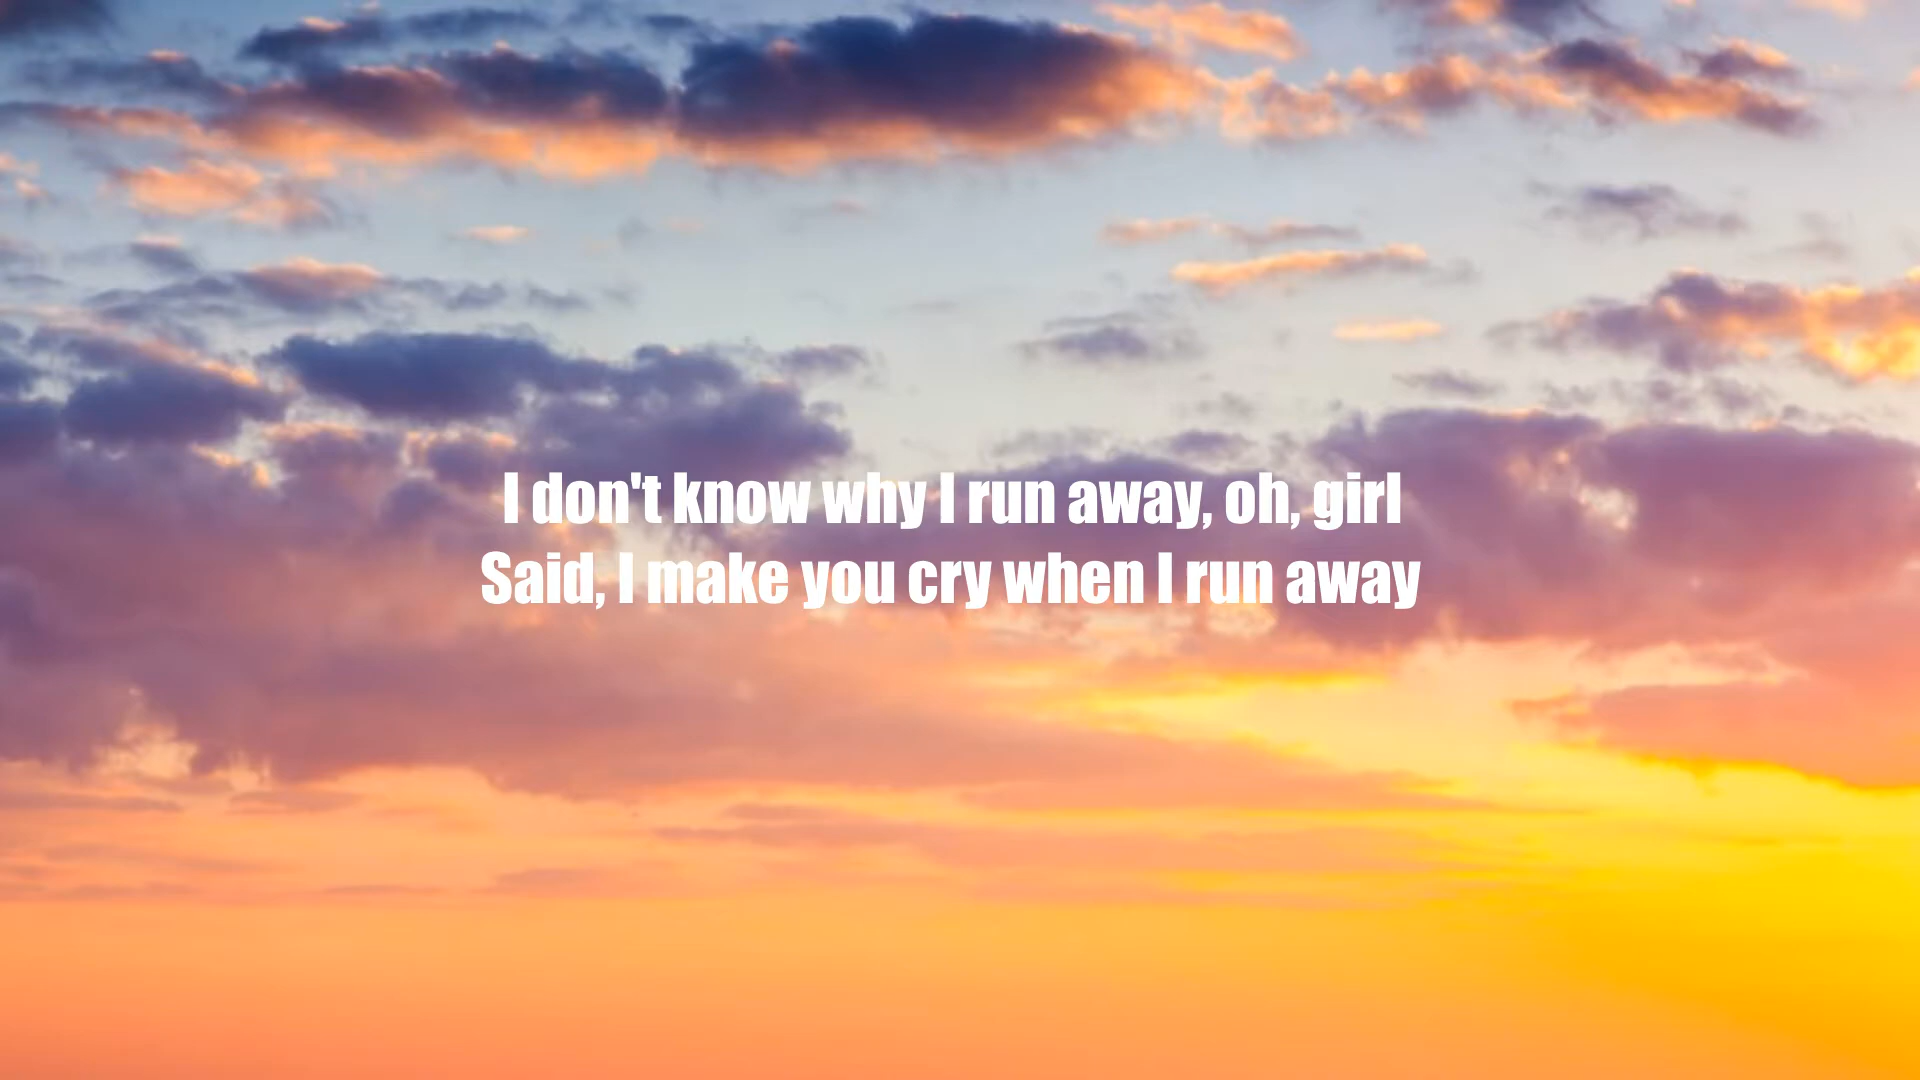 I don't know why I run away, oh, girl
Said, I make you cry when I run away